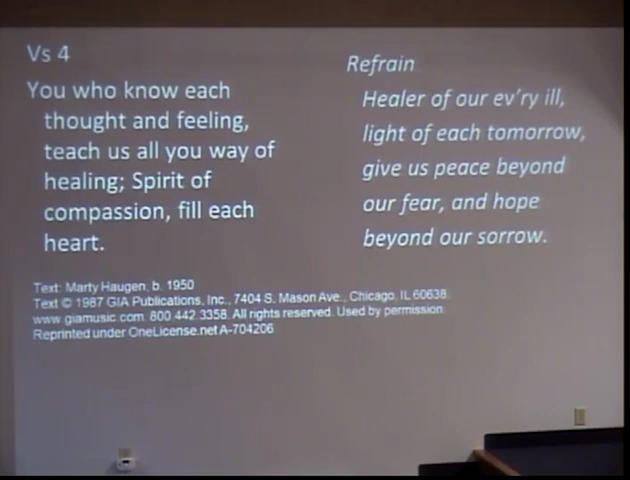 Vs 4
You who know each
thought and feeling,
teach us all you way of
healing; Spirit of
compassion, fill each
heart.
Refrain
Healer of our ev'ry ill,
light of each tomorrow,
give us peace beyond
our fear, and hope
beyond our sorrow.
Text: Marty Haugen, b. 1950
Text © 1987 GIA Publications, Inc., 7404 S. Mason Ave., Chicago, IL 60638.
www.giamusic.com 800.442.3358. All rights reserved. Used by permission.
Reprinted under OneLicense.net A-704206